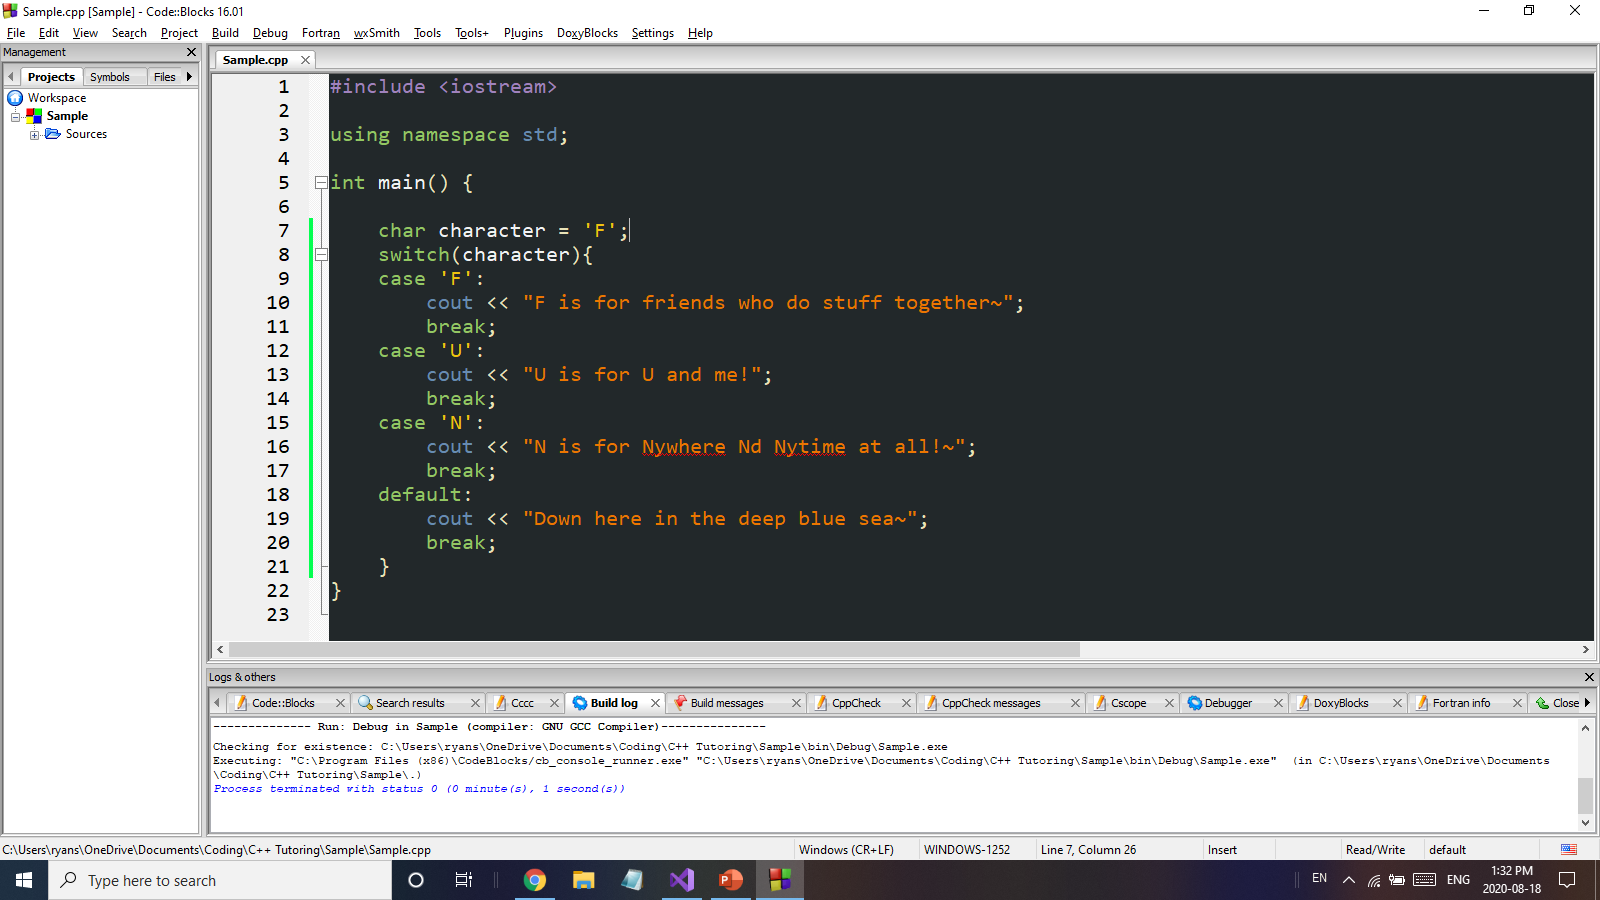 Sample.cpp [Sample] - Code::Blocks 16.01
File Edit View Search Project Build Debug Fortran wxSmith Tools Tools+ Plugins DoxyBlocks Settings Help
Management
Projects Symbols Files
Workspace
Sample
Sources
Sample.cpp
1 #include <iostream>
2
3 using namespace std;
4
5 int main() {
6
7 char character = 'F';
8 switch(character){
9 case 'F':
10 cout << "F is for friends who do stuff together~";
11 break;
12 case 'U':
13 cout << "U is for U and me!";
14 break;
15 case 'N':
16 cout << "N is for Nywhere Nd Nytime at all!~";
17 break;
18 default:
19 cout << "Down here in the deep blue sea~";
20 break;
21 }
22 }
23
Logs & others
Code::Blocks Search results Cccc Build log Build messages CppCheck CppCheck messages Cscope Debugger DoxyBlocks Fortran info Close
-------------- Run: Debug in Sample (compiler: GNU GCC Compiler)---------------
Checking for existence: C:\Users\ryans\OneDrive\Documents\Coding\C++ Tutoring\Sample\bin\Debug\Sample.exe
Executing: "C:\Program Files (x86)\CodeBlocks/cb_console_runner.exe" "C:\Users\ryans\OneDrive\Documents\Coding\C++ Tutoring\Sample\bin\Debug\Sample.exe"  (in C:\Users\ryans\OneDrive\Documents
\Coding\C++ Tutoring\Sample\.)
Process terminated with status 0 (0 minute(s), 1 second(s))
C:\Users\ryans\OneDrive\Documents\Coding\C++ Tutoring\Sample\Sample.cpp Windows (CR+LF) WINDOWS-1252 Line 7, Column 26 Insert Read/Write default
Type here to search EN ENG 1:32 PM
2020-08-18